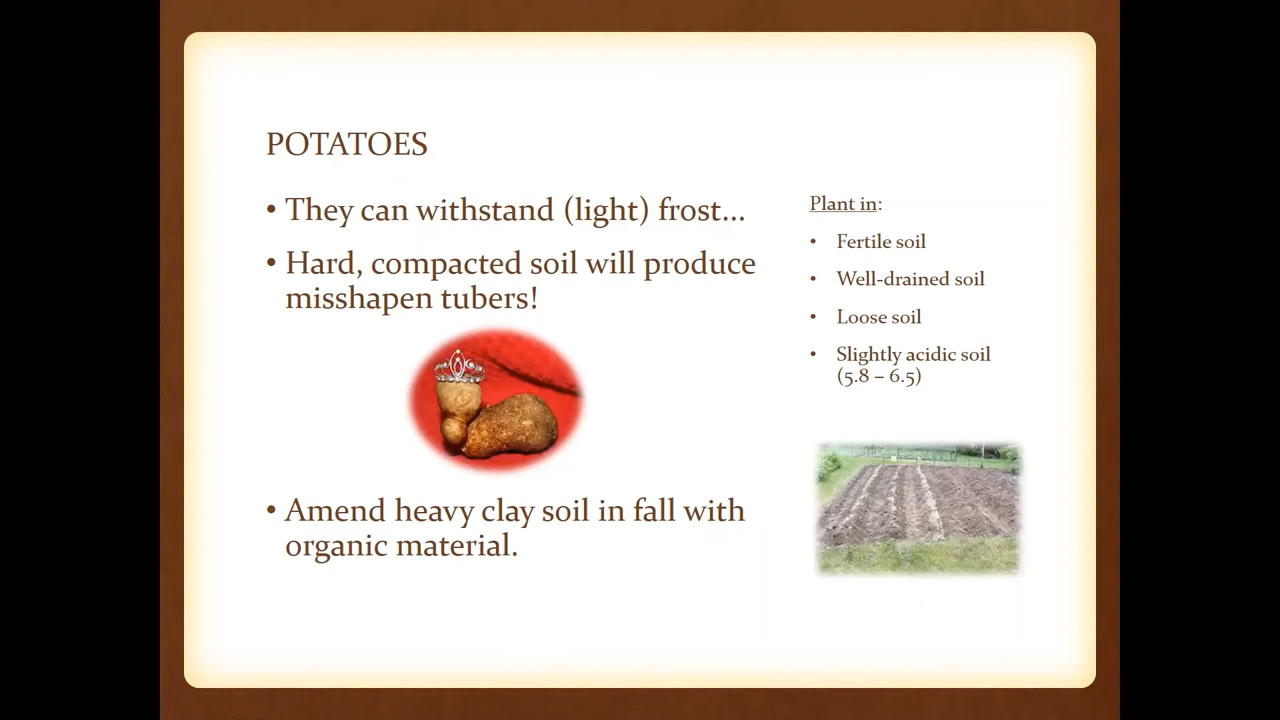 POTATOES
• They can withstand (light) frost...
• Hard, compacted soil will produce
misshapen tubers!
• Amend heavy clay soil in fall with
organic material.
Plant in:
• Fertile soil
• Well-drained soil
• Loose soil
• Slightly acidic soil
(5.8 – 6.5)